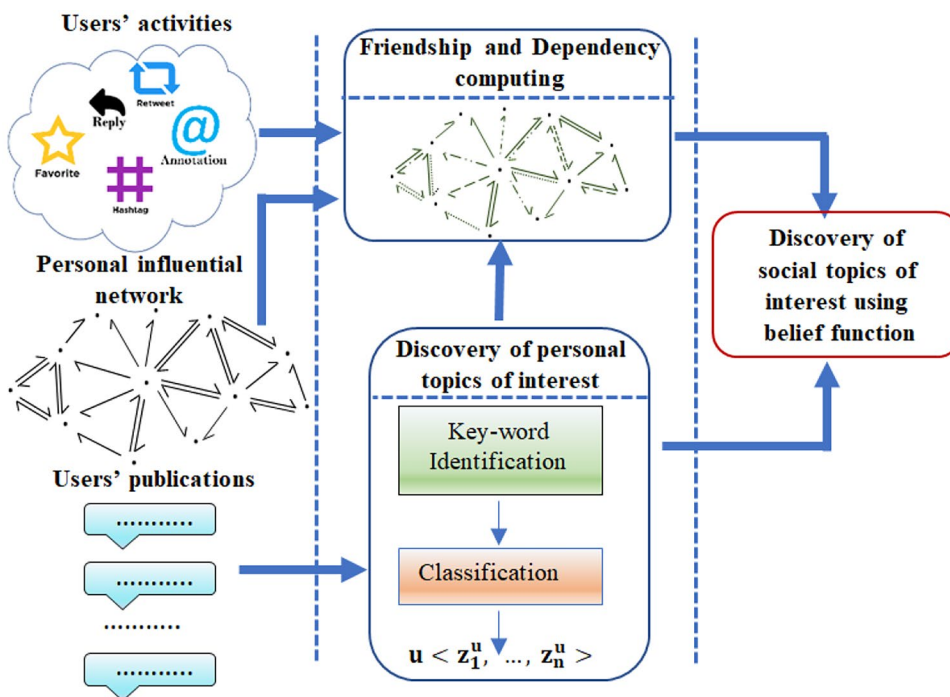 Users' activities
Retweet
Reply
@
Annotation
Favorite
#
Hashtag
Personal influential
network
Users' publications
...........
...........
...........
...........
Friendship and Dependency
computing
Discovery of personal
topics of interest
Key-word
Identification
Classification
u < z₁ᵘ, ..., zₙᵘ >
Discovery of
social topics of
interest using
belief function